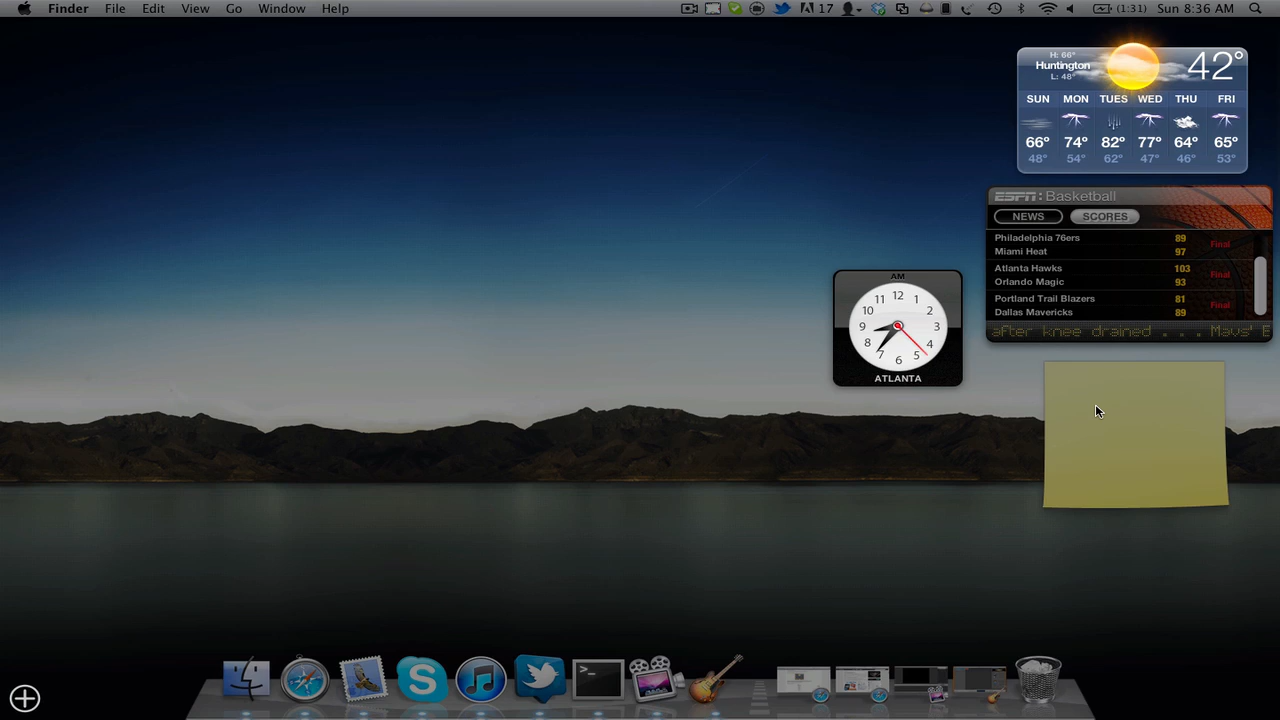 Finder File Edit View Go Window Help 17 (1:31) Sun 8:36 AM
H: 66°
Huntington
L: 48°
42°
SUN MON TUES WED THU FRI
66° 74° 82° 77° 64° 65°
48° 54° 62° 47° 46° 53°
ESPN: Basketball
NEWS SCORES
Philadelphia 76ers 89
Miami Heat 97
Final
Atlanta Hawks 103
Orlando Magic 93
Final
Portland Trail Blazers 81
Dallas Mavericks 89
Final
after knee drained . . . Mavs' E
AM
12
11 1
10 2
9 3
8 4
7 5
6
ATLANTA